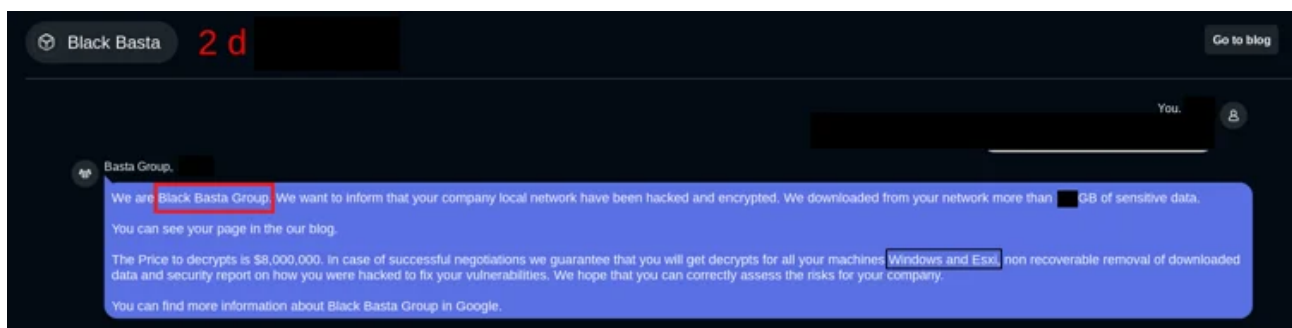 Black Basta 2 d Go to blog
You.
Basta Group,
We are Black Basta Group. We want to inform that your company local network have been hacked and encrypted. We downloaded from your network more than GB of sensitive data.
You can see your page in the our blog.
The Price to decrypts is $8,000,000. In case of successful negotiations we guarantee that you will get decrypts for all your machines Windows and Esxi, non recoverable removal of downloaded
data and security report on how you were hacked to fix your vulnerabilities. We hope that you can correctly assess the risks for your company.
You can find more information about Black Basta Group in Google.